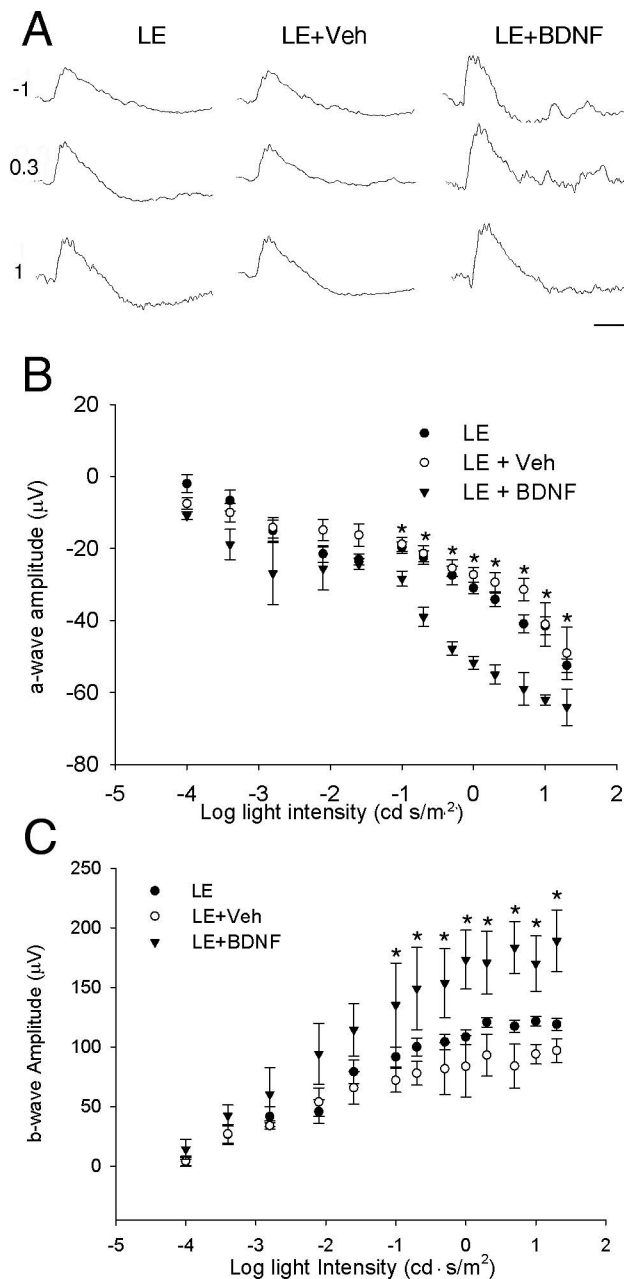 A
LE LE+Veh LE+BDNF
-1
0.3
1
B
20
0
-20
-40
-60
-80
a-wave amplitude (μV)
LE
LE + Veh
LE + BDNF
* * * * * * * *
-5 -4 -3 -2 -1 0 1 2
Log light intensity (cd s/m²)
C
250
200
150
100
50
0
b-wave Amplitude (μV)
LE
LE+Veh
LE+BDNF
* * * * * * * *
-5 -4 -3 -2 -1 0 1 2
Log light Intensity (cd · s/m²)